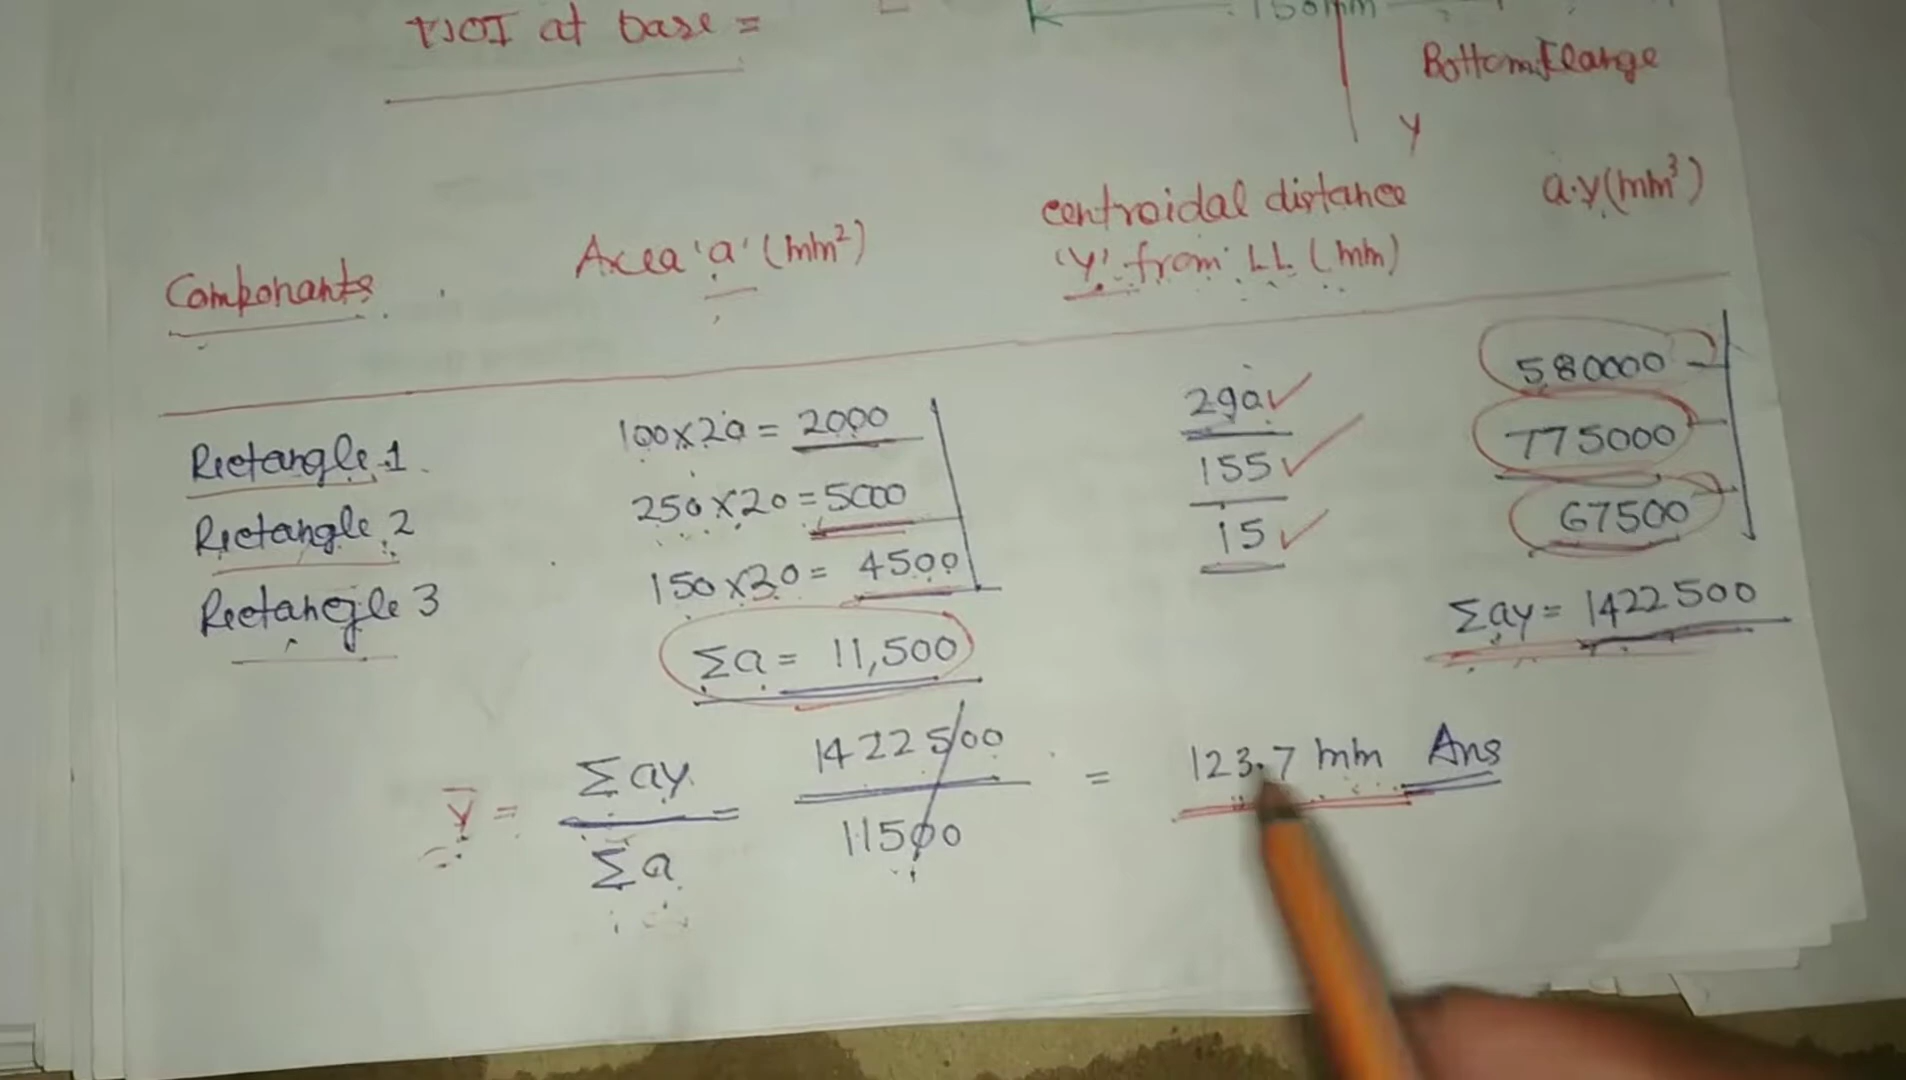 MOI at base =
150mm
Bottom Flange
Y
Componants
Area 'a' (mm²)
centroidal distance
'y' from LL (mm)
a.y(mm³)
Rectangle 1
100x20 = 2000
290
580000
Rectangle 2
250x20 = 5000
155
775000
Rectangle 3
150x30 = 4500
15
67500
Σa = 11,500
Σay = 1422500
ȳ = Σay / Σa = 1422500 / 11500 = 123.7 mm Ans